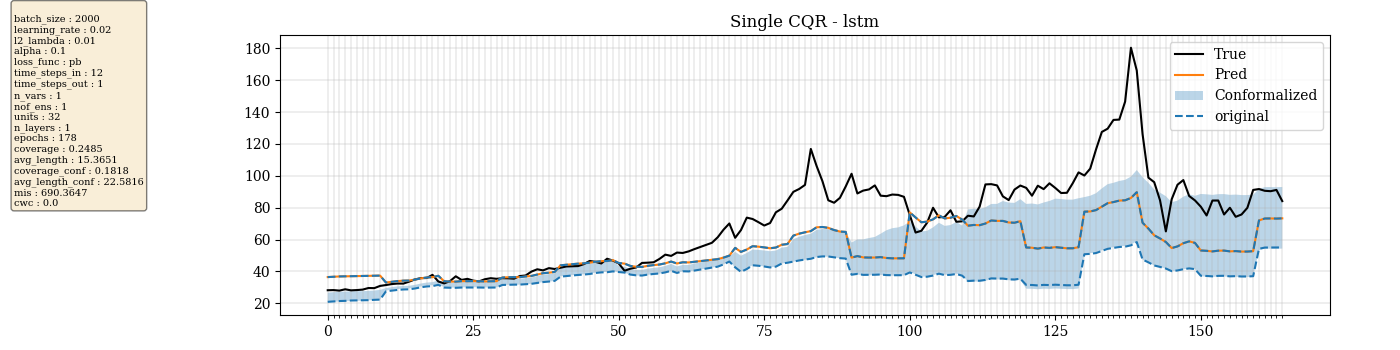 batch_size : 2000
learning_rate : 0.02
l2_lambda : 0.01
alpha : 0.1
loss_func : pb
time_steps_in : 12
time_steps_out : 1
n_vars : 1
nof_ens : 1
units : 32
n_layers : 1
epochs : 178
coverage : 0.2485
avg_length : 15.3651
coverage_conf : 0.1818
avg_length_conf : 22.5816
mis : 690.3647
cwc : 0.0
Single CQR - lstm
180
160
140
120
100
80
60
40
20
True
Pred
Conformalized
original
0 25 50 75 100 125 150